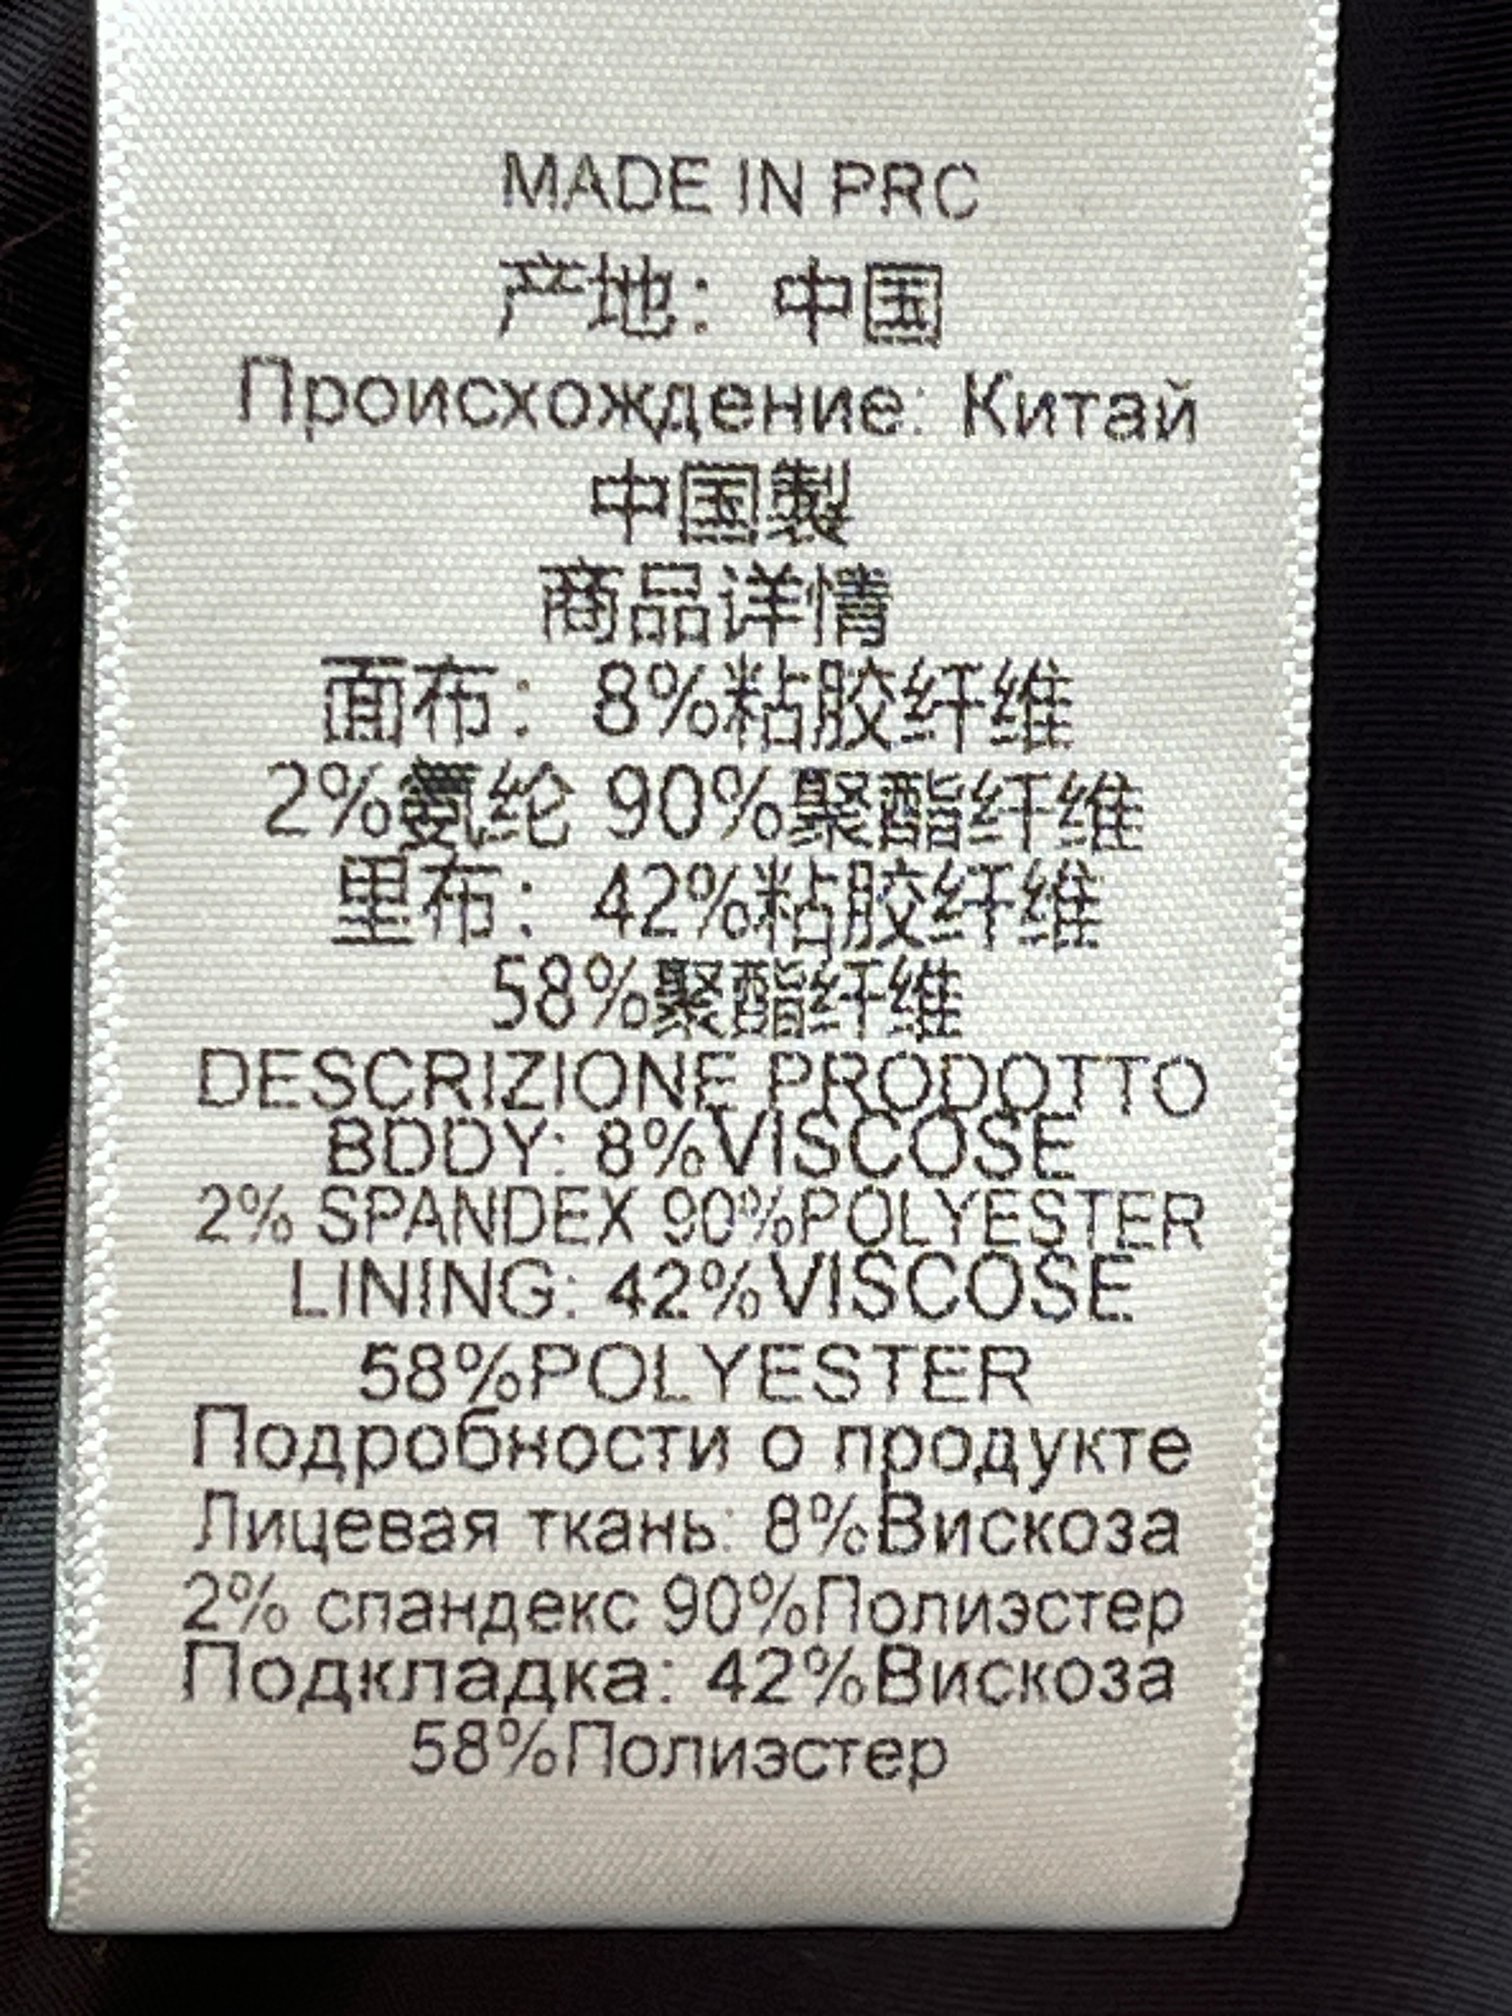 MADE IN PRC
产地：中国
Происхождение: Китай
中国製
商品详情
面布：8%粘胶纤维
2%氨纶 90%聚酯纤维
里布：42%粘胶纤维
58%聚酯纤维
DESCRIZIONE PRODOTTO
BDDY: 8%VISCOSE
2% SPANDEX 90%POLYESTER
LINING: 42%VISCOSE
58%POLYESTER
Подробности о продукте
Лицевая ткань: 8%Вискоза
2% спандекс 90%Полиэстер
Подкладка: 42%Вискоза
58%Полиэстер